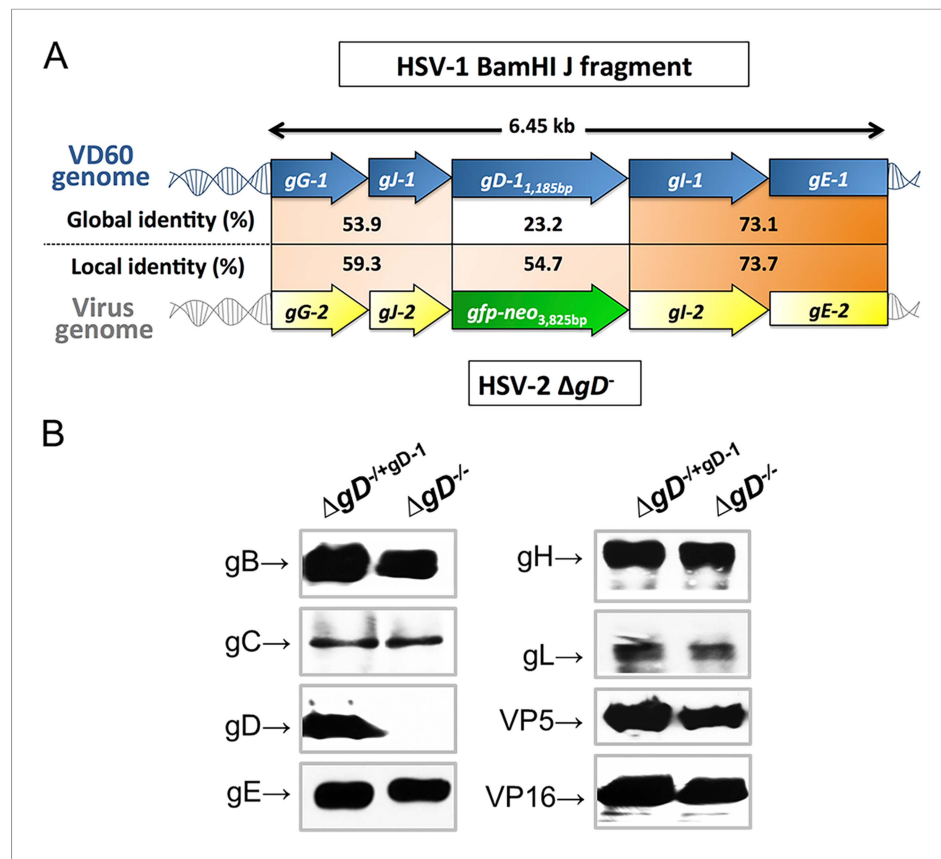 A
HSV-1 BamHI J fragment
6.45 kb
VD60 genome
gG-1 gJ-1 gD-1 1,185bp gI-1 gE-1
Global identity (%) 53.9 23.2 73.1
Local identity (%) 59.3 54.7 73.7
Virus genome
gG-2 gJ-2 gfp-neo 3,825bp gI-2 gE-2
HSV-2 ΔgD-
B
ΔgD-/+gD-1 ΔgD-/- ΔgD-/+gD-1 ΔgD-/-
gB→ gH→
gC→ gL→
gD→ VP5→
gE→ VP16→